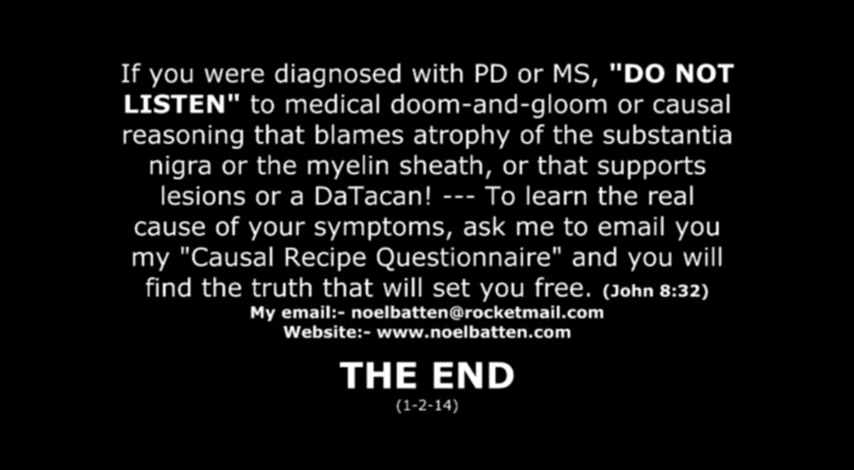 If you were diagnosed with PD or MS, "DO NOT
LISTEN" to medical doom-and-gloom or causal
reasoning that blames atrophy of the substantia
nigra or the myelin sheath, or that supports
lesions or a DaTacan! --- To learn the real
cause of your symptoms, ask me to email you
my "Causal Recipe Questionnaire" and you will
find the truth that will set you free. (John 8:32)
My email:- noelbatten@rocketmail.com
Website:- www.noelbatten.com
THE END
(1-2-14)